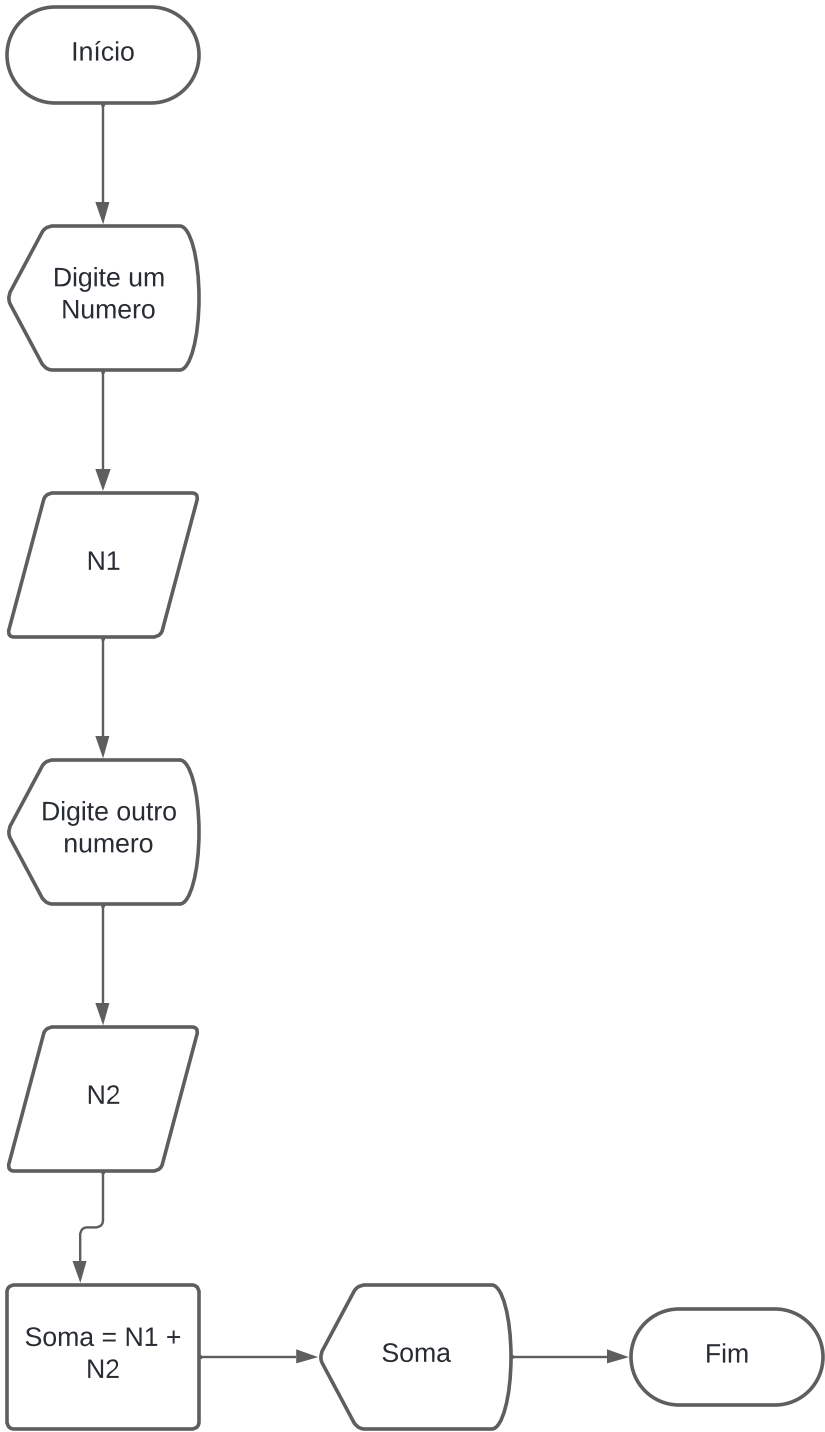 Início
Digite um
Numero
N1
Digite outro
numero
N2
Soma = N1 +
N2
Soma
Fim